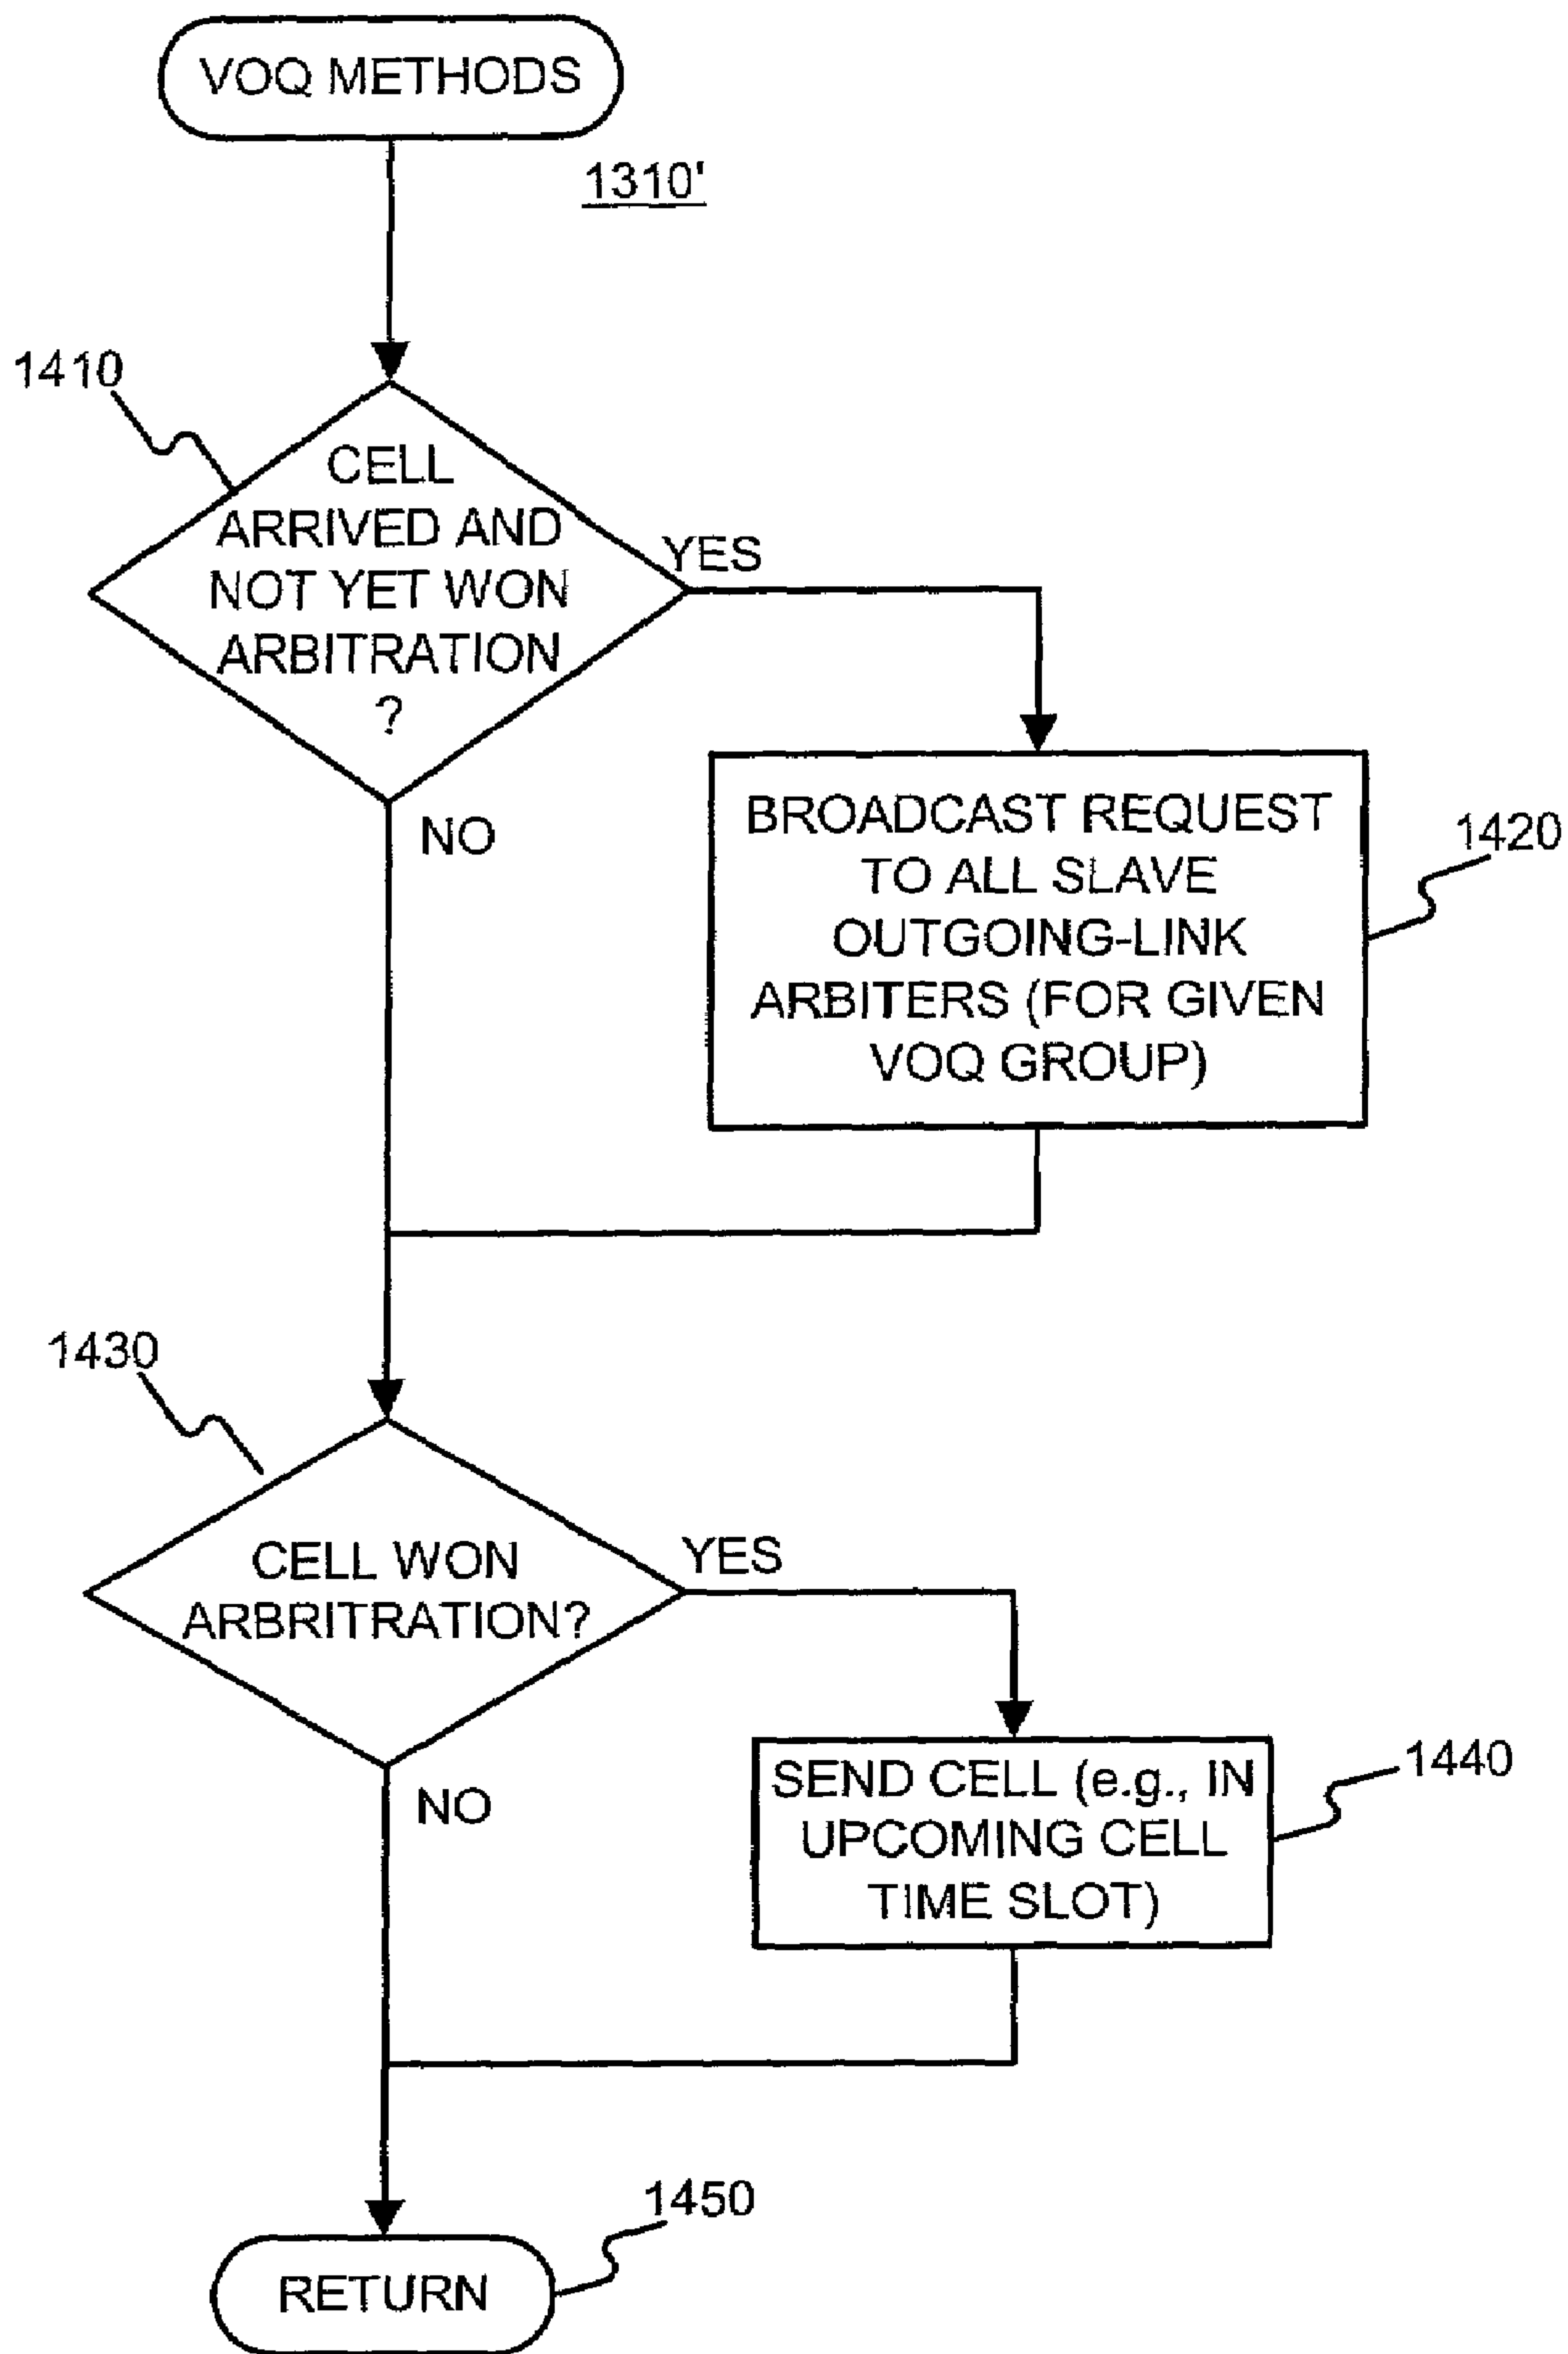 VOQ METHODS
1310'
1410
CELL
ARRIVED AND
NOT YET WON
ARBITRATION
?
YES
NO
BROADCAST REQUEST
TO ALL SLAVE
OUTGOING-LINK
ARBITERS (FOR GIVEN
VOQ GROUP)
1420
1430
CELL WON
ARBRITRATION?
YES
NO
SEND CELL (e.g., IN
UPCOMING CELL
TIME SLOT)
1440
1450
RETURN